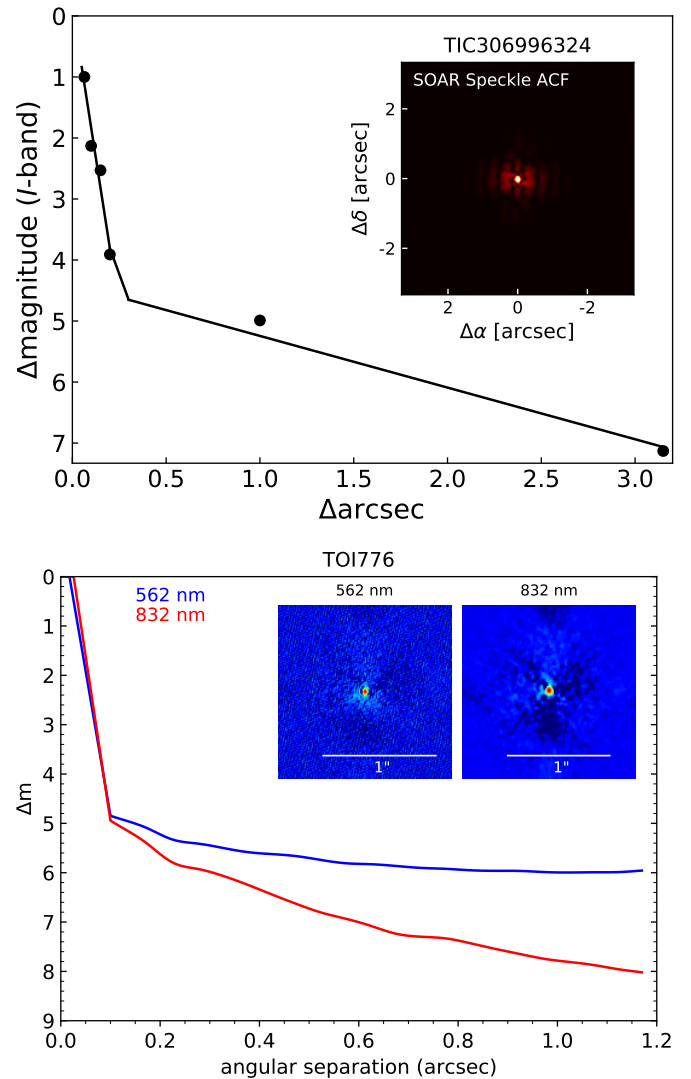 TIC306996324
SOAR Speckle ACF
2
0
-2
Δδ [arcsec]
2 0 -2
Δα [arcsec]
0
1
2
3
4
5
6
7
Δmagnitude (I-band)
0.0 0.5 1.0 1.5 2.0 2.5 3.0
Δarcsec
TOI776
562 nm
832 nm
562 nm 832 nm
1" 1"
0
1
2
3
4
5
6
7
8
9
Δm
0.0 0.2 0.4 0.6 0.8 1.0 1.2
angular separation (arcsec)